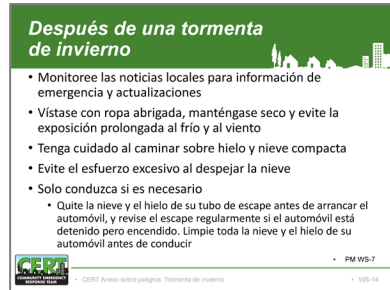 Después de una tormenta
de invierno
• Monitoree las noticias locales para información de
emergencia y actualizaciones
• Vístase con ropa abrigada, manténgase seco y evite la
exposición prolongada al frío y al viento
• Tenga cuidado al caminar sobre hielo y nieve compacta
• Evite el esfuerzo excesivo al despejar la nieve
• Solo conduzca si es necesario
• Quite la nieve y el hielo de su tubo de escape antes de arrancar el
automóvil, y revise el escape regularmente si el automóvil está
detenido pero encendido. Limpie toda la nieve y el hielo de su
automóvil antes de conducir
• PM WS-7
CERT
COMMUNITY EMERGENCY
RESPONSE TEAM
• CERT Anexo sobre peligros: Tormenta de invierno
• WS-14